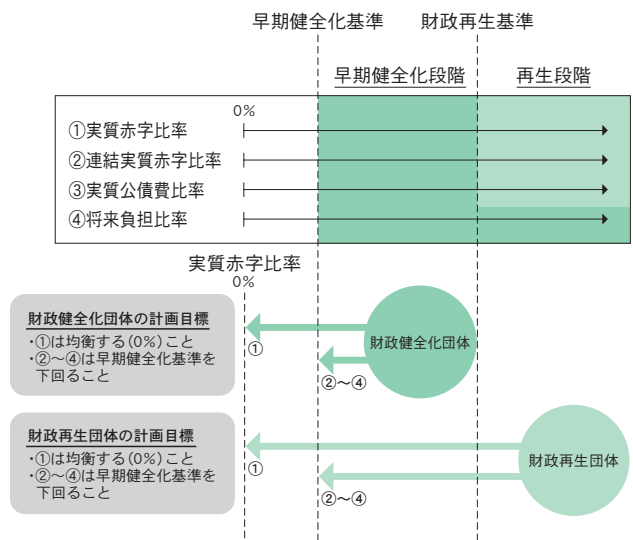 早期健全化基準 財政再生基準
早期健全化段階 再生段階
0%
①実質赤字比率
②連結実質赤字比率
③実質公債費比率
④将来負担比率
実質赤字比率
0%
財政健全化団体の計画目標
・①は均衡する(0%)こと
・②〜④は早期健全化基準を
下回ること
①
②〜④
財政健全化団体
財政再生団体の計画目標
・①は均衡する(0%)こと
・②〜④は早期健全化基準を
下回ること
①
②〜④
財政再生団体